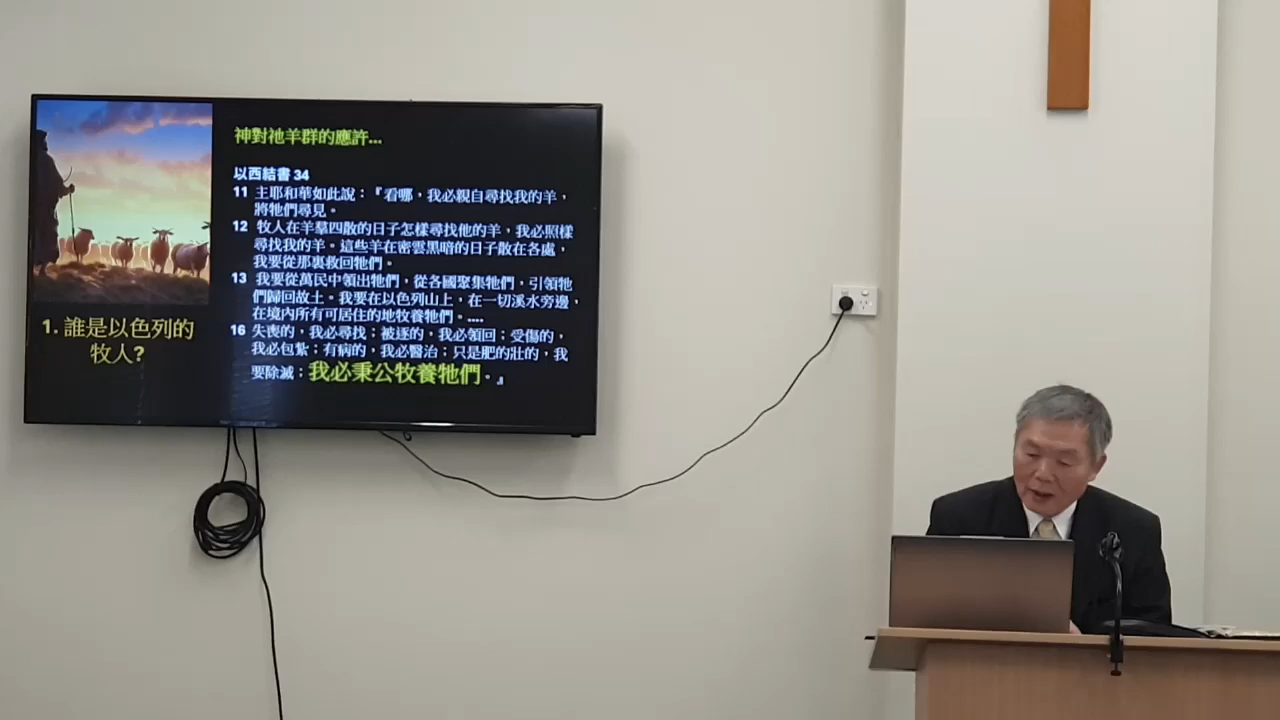 神對祂羊群的應許...
以西結書 34
11 主耶和華如此說：『看哪，我必親自尋找我的羊，
將牠們尋見。
12 牧人在羊羣四散的日子怎樣尋找他的羊，我必照樣
尋找我的羊。這些羊在密雲黑暗的日子散在各處，
我要從那裏救回牠們。
13 我要從萬民中領出牠們，從各國聚集牠們，引領牠
們歸回故土。我要在以色列山上，在一切溪水旁邊，
在境內所有可居住的地牧養牠們。....
16 失喪的，我必尋找；被逐的，我必領回；受傷的，
我必包紮；有病的，我必醫治；只是肥的壯的，我
要除滅；我必秉公牧養牠們。』
1. 誰是以色列的
牧人?